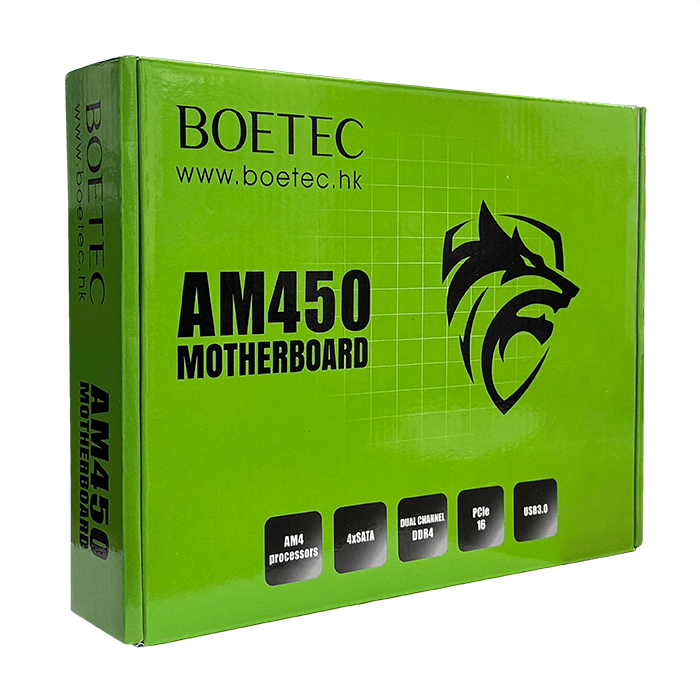 BOETEC
www.boetec.hk
AM450
MOTHERBOARD
BOETEC
www.boetec.hk
AM450
MOTHERBOARD
AM4
processors
4xSATA
DUAL CHANNEL
DDR4
PCIe
16
USB3.0